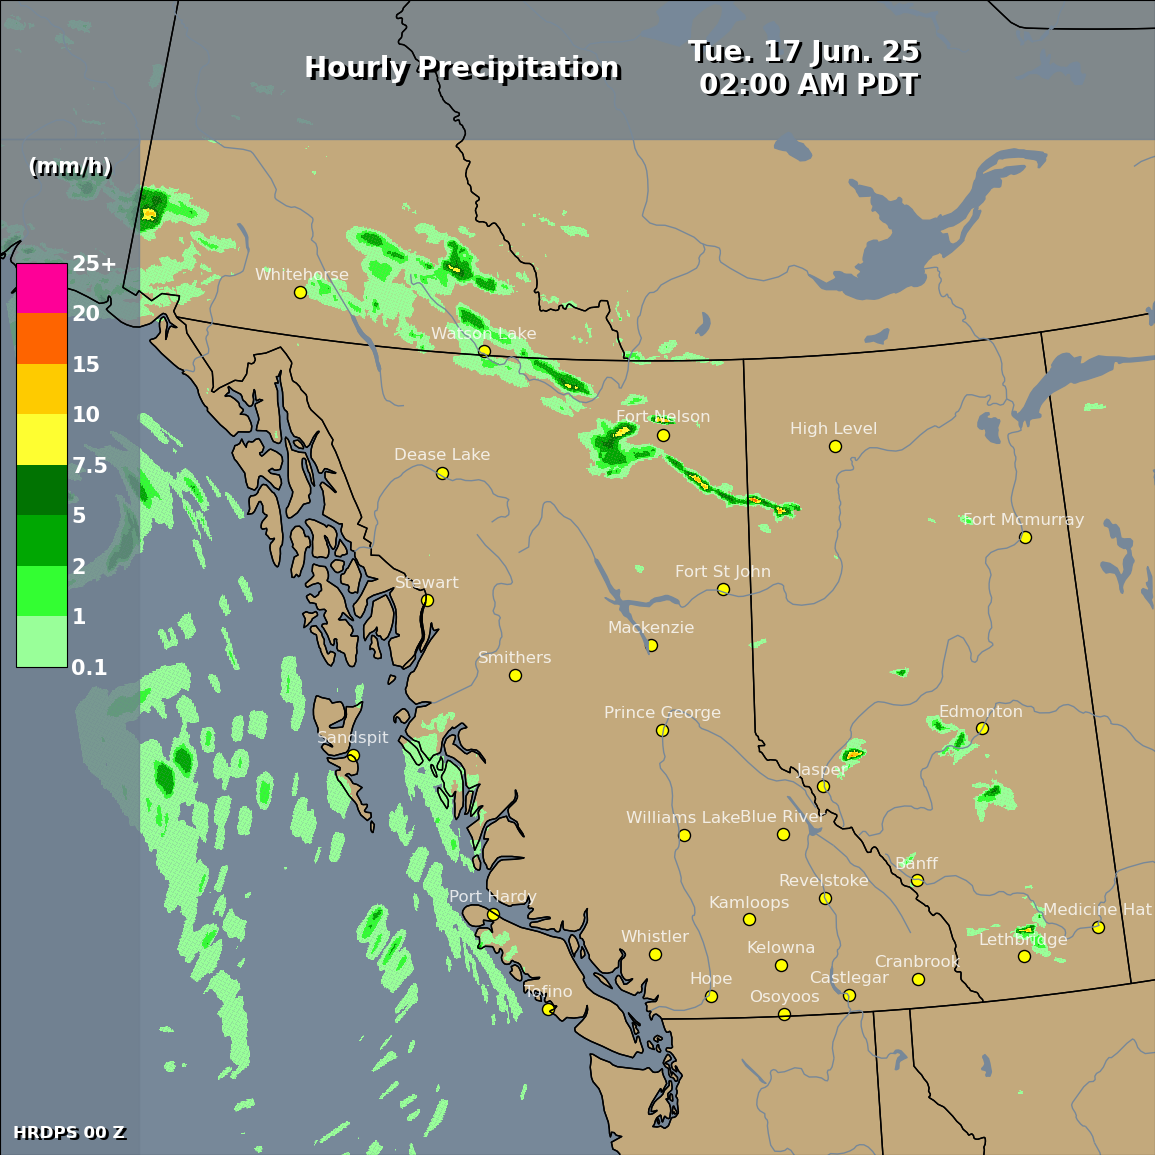 Hourly Precipitation
Tue. 17 Jun. 25
02:00 AM PDT
(mm/h)
25+
20
15
10
7.5
5
2
1
0.1
Whitehorse
Watson Lake
Fort Nelson
High Level
Dease Lake
Fort Mcmurray
Stewart
Fort St John
Mackenzie
Smithers
Prince George
Edmonton
Sandspit
Jasper
Williams Lake
Blue River
Banff
Revelstoke
Port Hardy
Kamloops
Medicine Hat
Whistler
Kelowna
Lethbridge
Cranbrook
Hope
Castlegar
Tofino
Osoyoos
HRDPS 00 Z